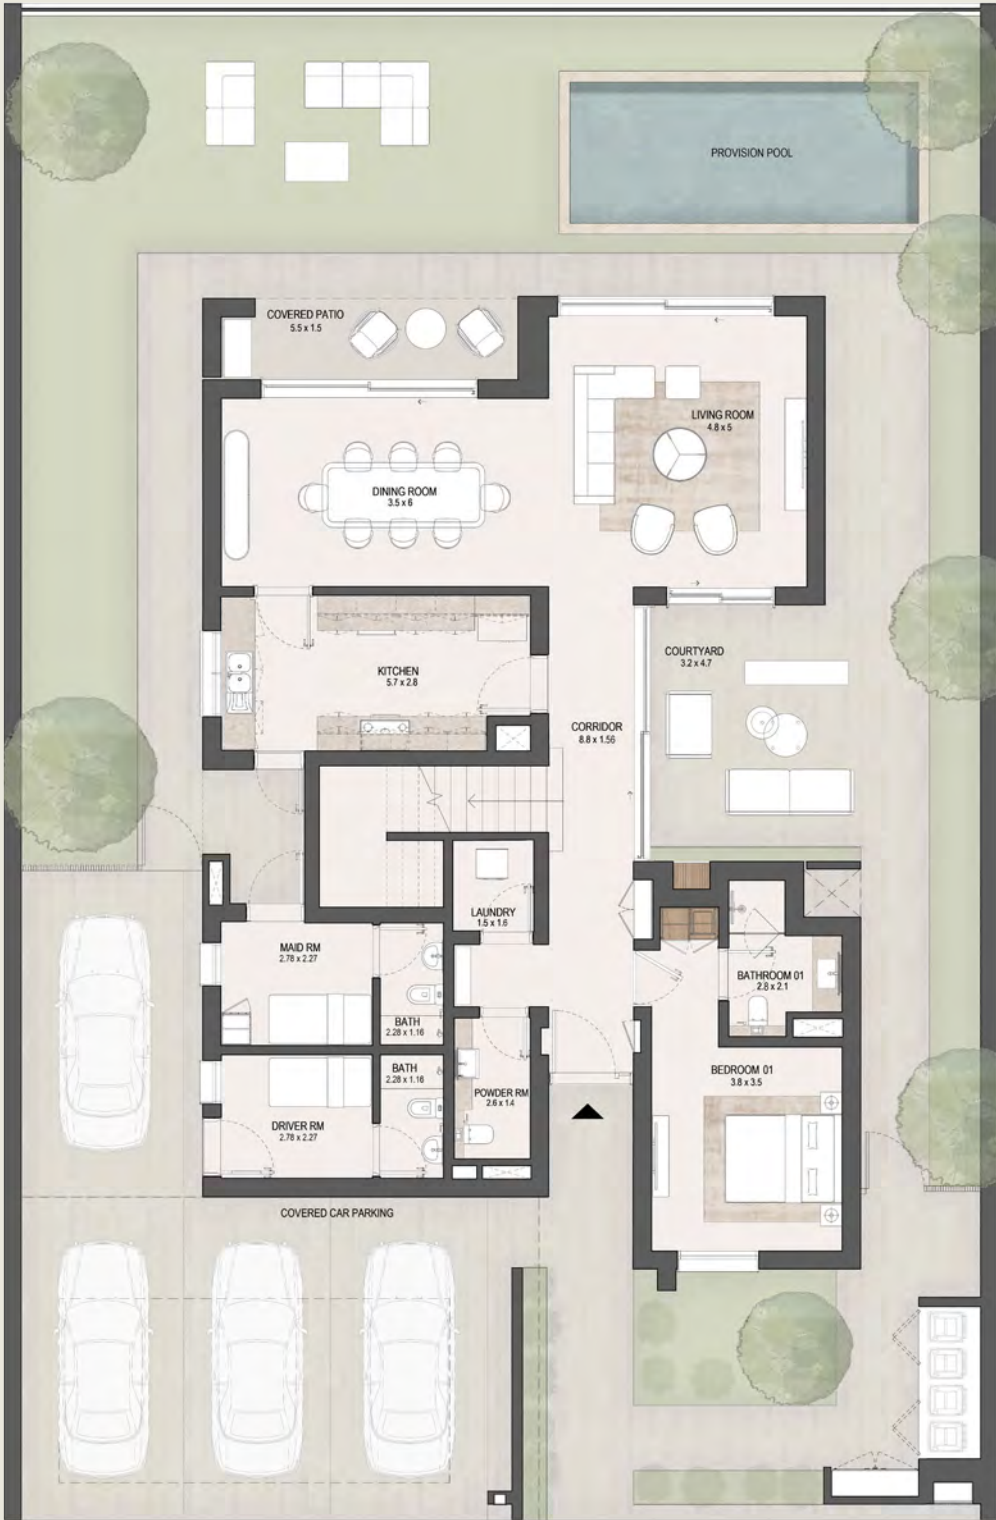 PROVISION POOL
COVERED PATIO
5.5 x 1.5
LIVING ROOM
4.8 x 5
DINING ROOM
3.5 x 6
KITCHEN
5.7 x 2.8
COURTYARD
3.2 x 4.7
CORRIDOR
8.8 x 1.56
LAUNDRY
1.5 x 1.6
MAID RM
2.78 x 2.27
BATHROOM 01
2.8 x 2.1
BATH
2.28 x 1.16
BATH
2.28 x 1.16
BEDROOM 01
3.8 x 3.5
POWDER RM
2.6 x 1.4
DRIVER RM
2.78 x 2.27
COVERED CAR PARKING